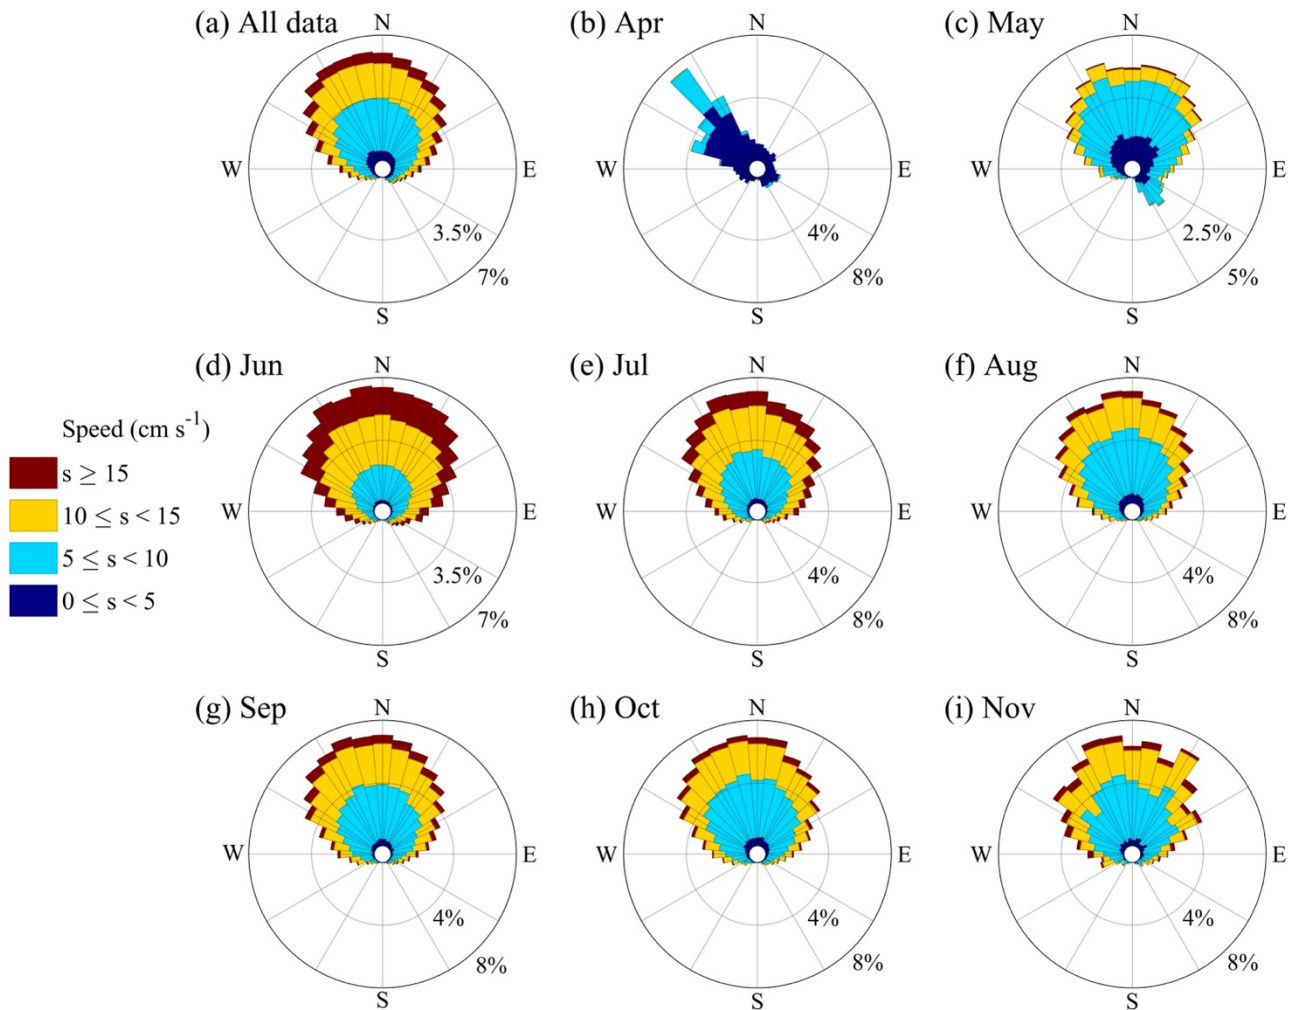 (a) All data
N
W
E
S
3.5%
7%
(b) Apr
N
W
E
S
4%
8%
(c) May
N
W
E
S
2.5%
5%
(d) Jun
N
W
E
S
3.5%
7%
(e) Jul
N
W
E
S
4%
8%
(f) Aug
N
W
E
S
4%
8%
Speed (cm s⁻¹)
s ≥ 15
10 ≤ s < 15
5 ≤ s < 10
0 ≤ s < 5
(g) Sep
N
W
E
S
4%
8%
(h) Oct
N
W
E
S
4%
8%
(i) Nov
N
W
E
S
4%
8%